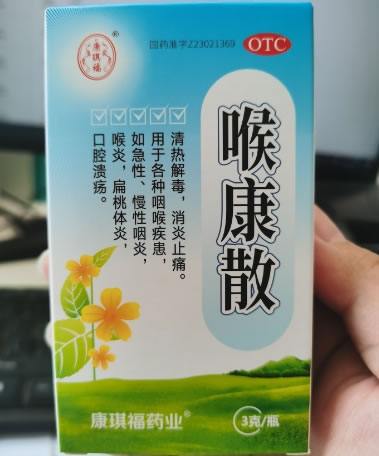 康琪福®
国药准字Z23021369
OTC
喉康散
清热解毒，消炎止痛。
用于各种咽喉疾患，
如急性、慢性咽炎，
喉炎，扁桃体炎，
口腔溃疡。
康琪福药业®
3克/瓶